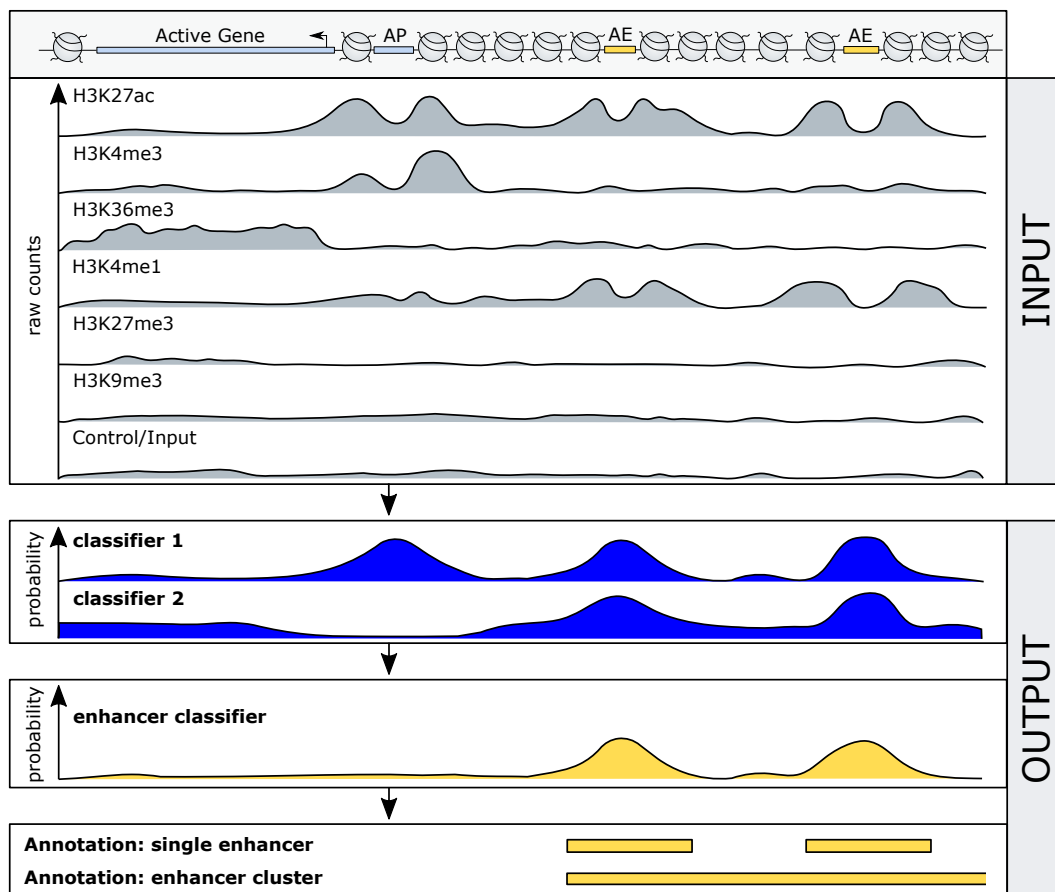 Active Gene
AP
AE
AE
H3K27ac
H3K4me3
H3K36me3
H3K4me1
H3K27me3
H3K9me3
Control/Input
raw counts
INPUT
classifier 1
classifier 2
probability
enhancer classifier
probability
OUTPUT
Annotation: single enhancer
Annotation: enhancer cluster